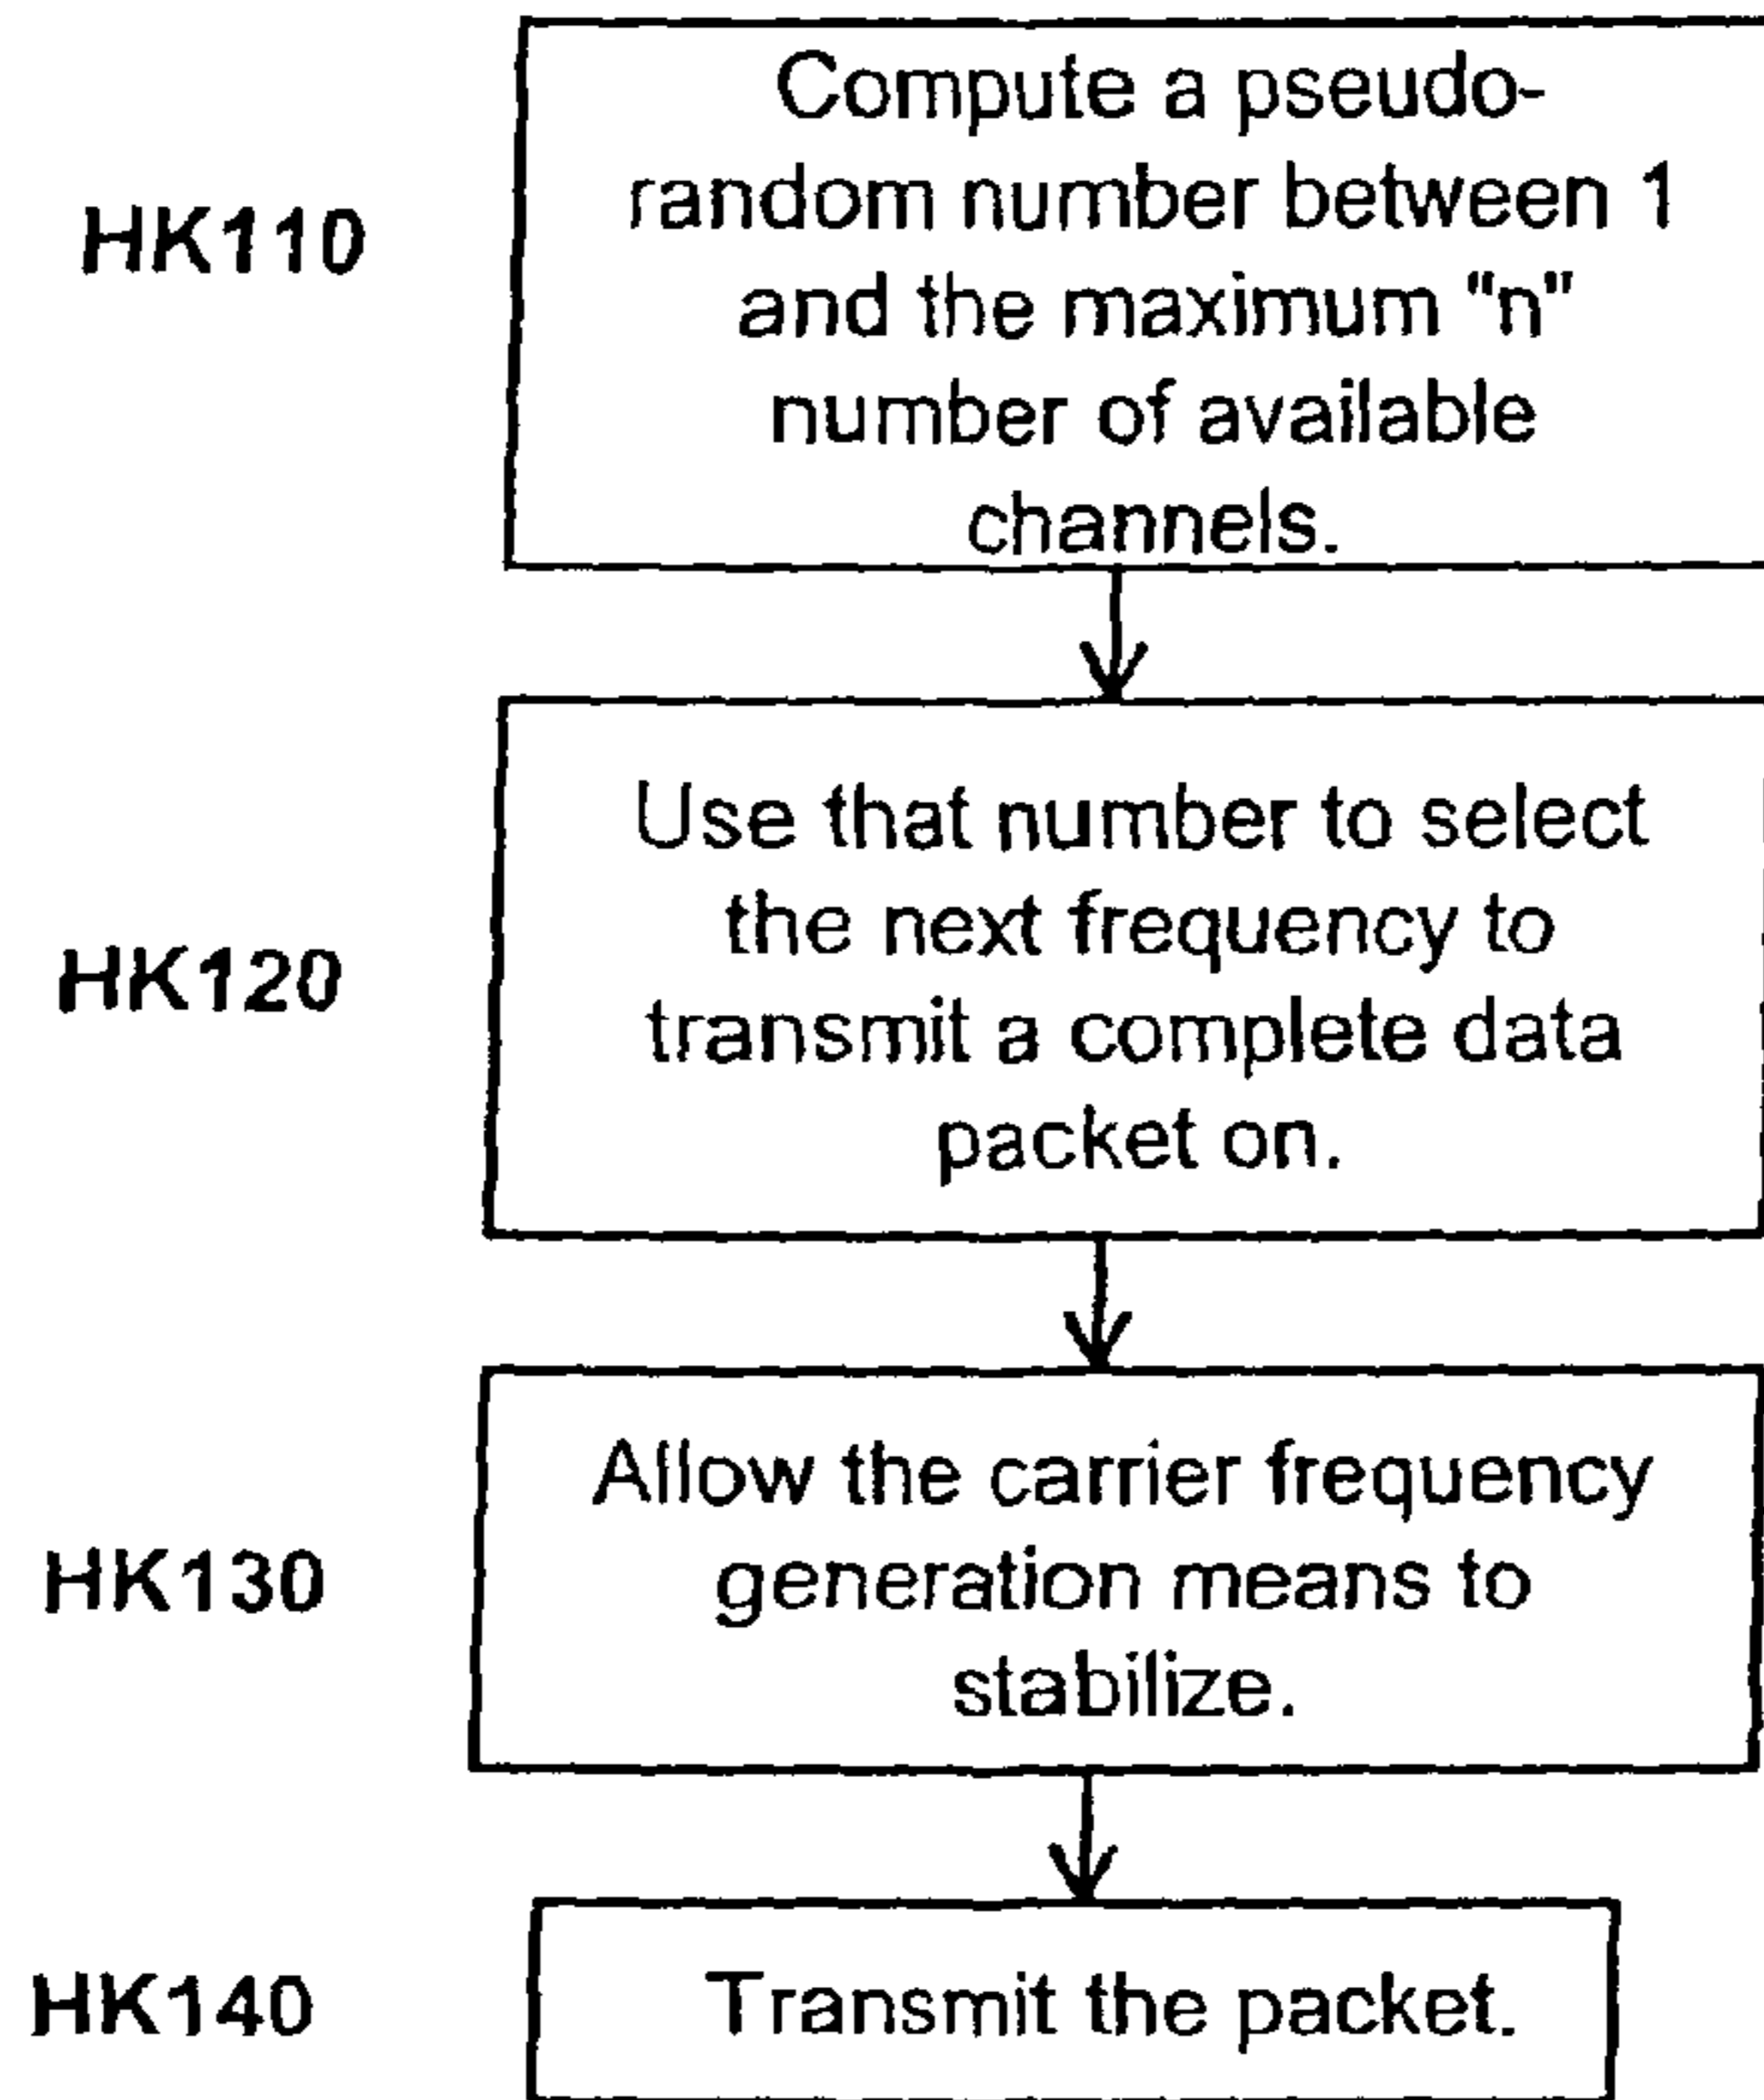 Compute a pseudo-
random number between 1
HK110
and the maximum "n"
number of available
channels.
Use that number to select
the next frequency to
HK120
transmit a complete data
packet on.
Allow the carrier frequency
HK130
generation means to
stabilize.
HK140
Transmit the packet.